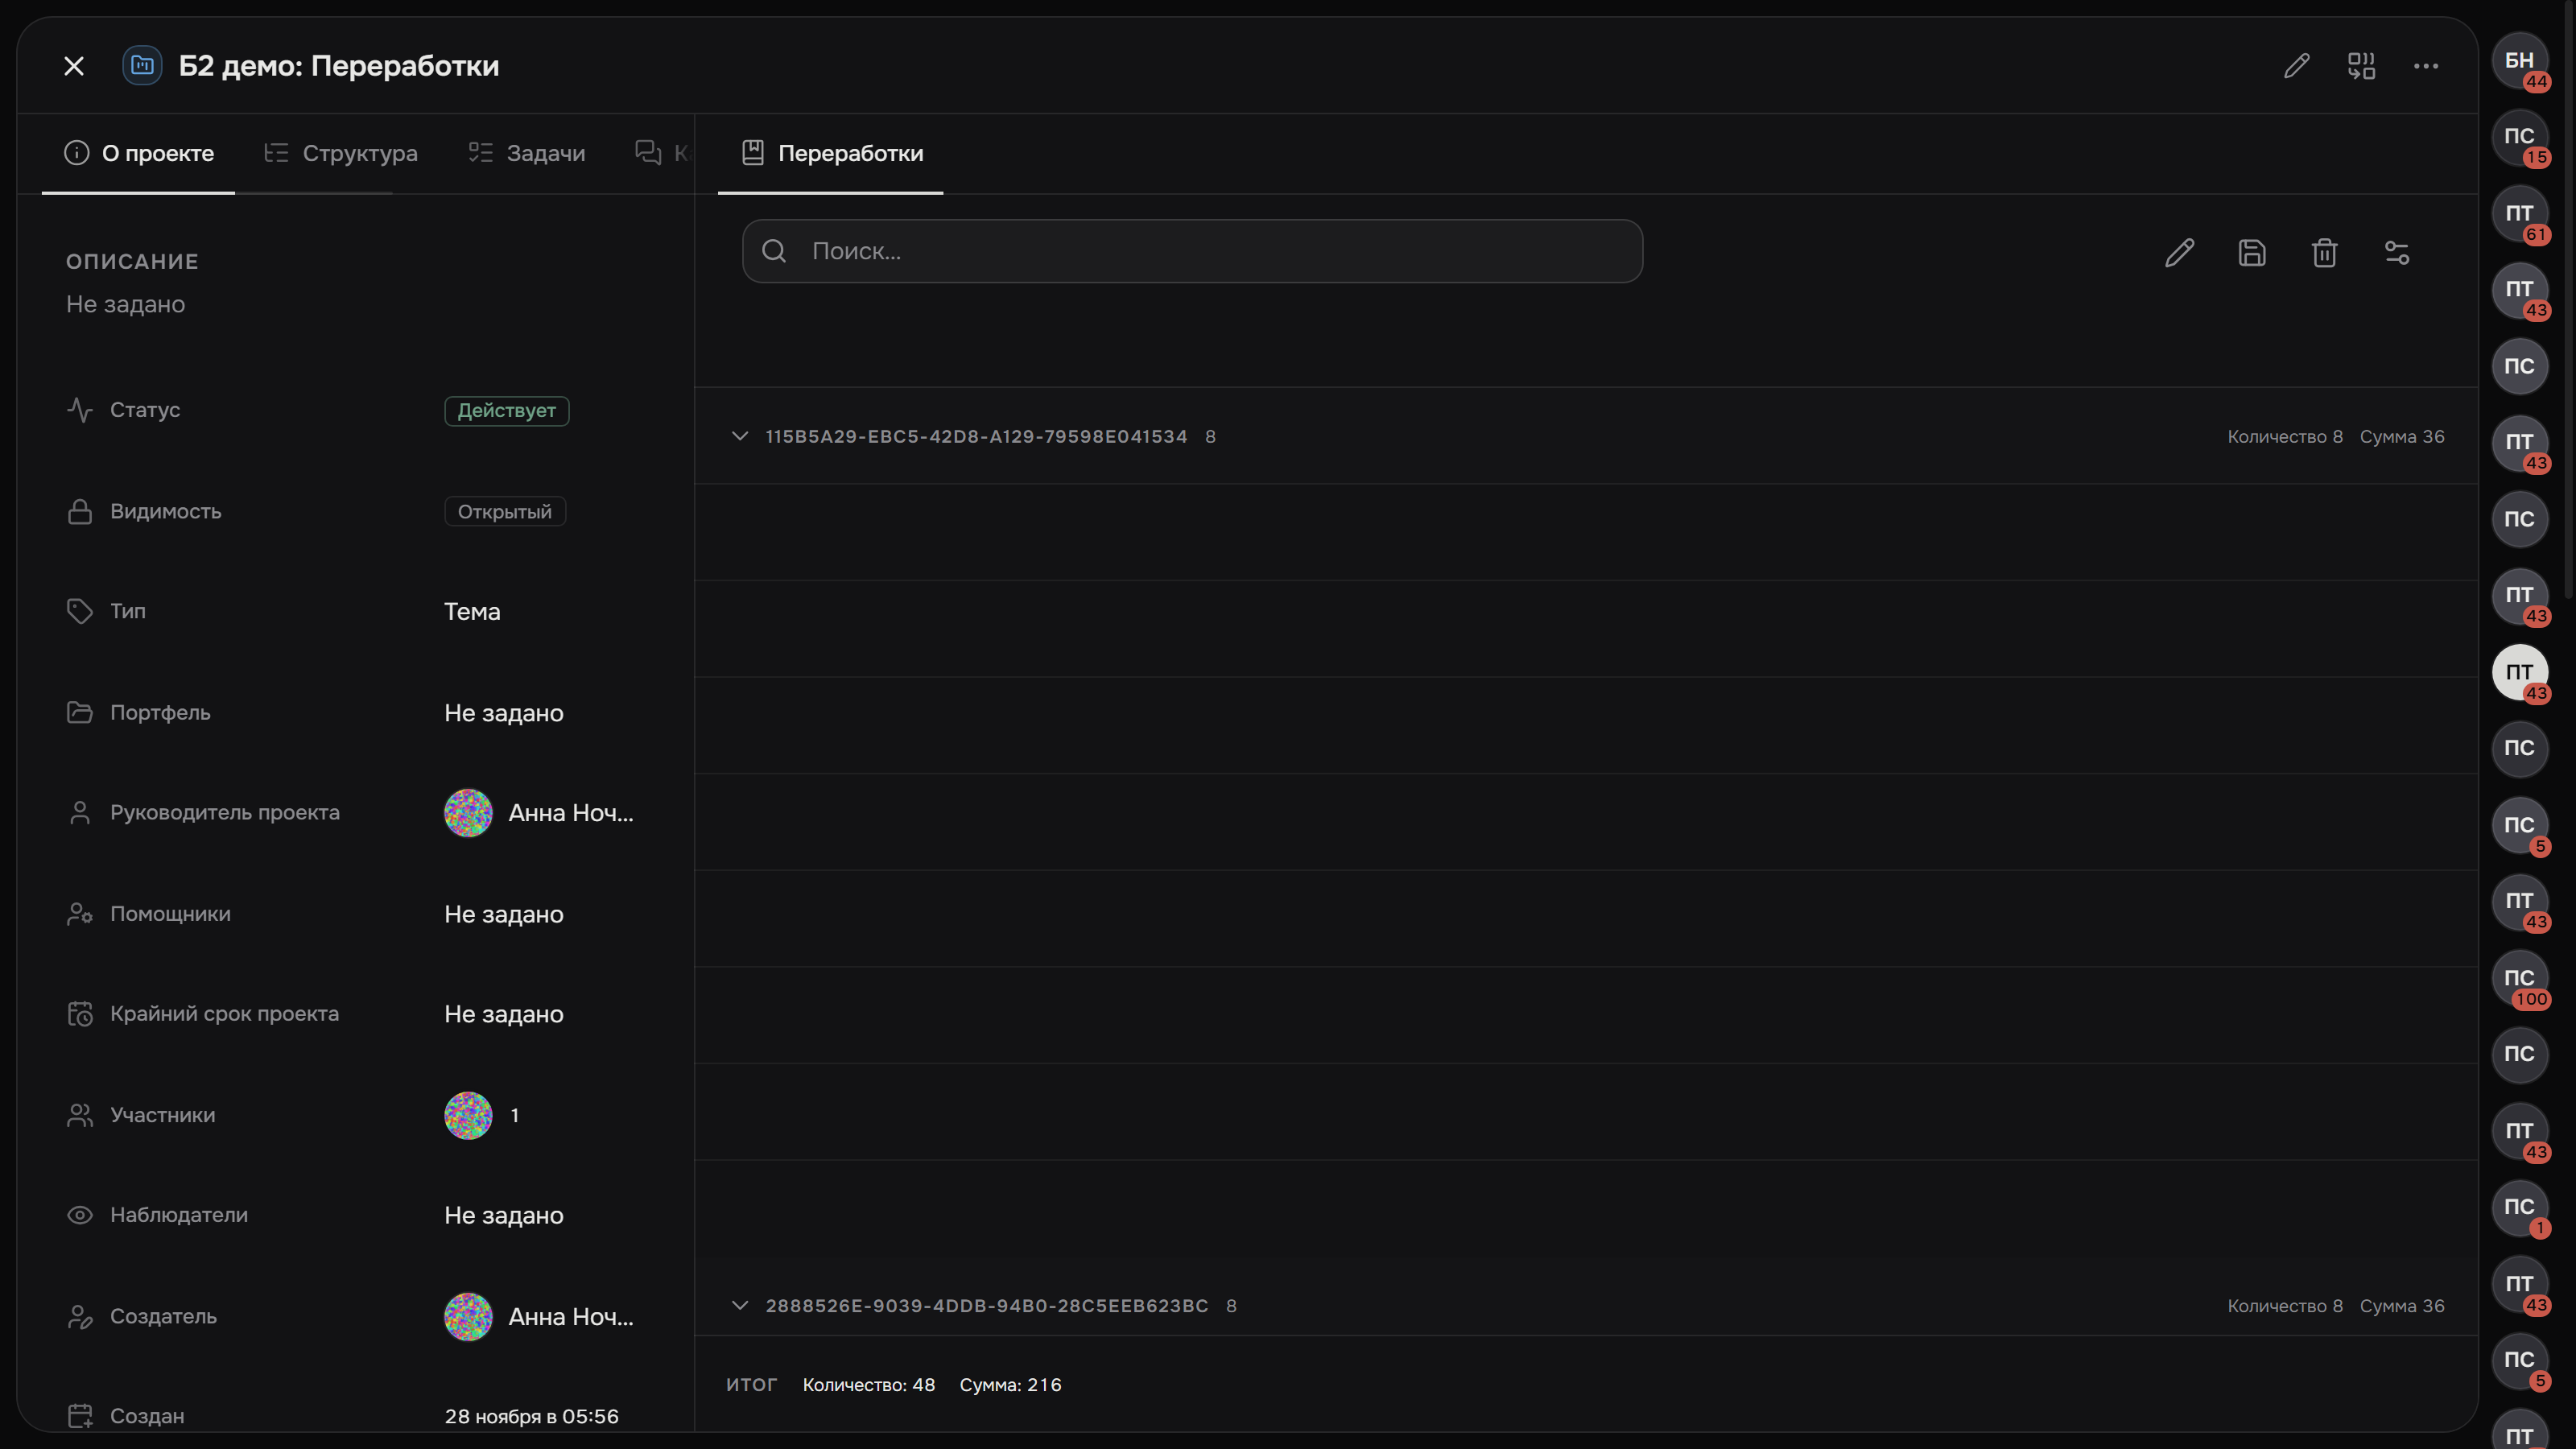 Б2 демо: Переработки
О проекте
Структура
Задачи
ОПИСАНИЕ
Не задано
Статус
Действует
Видимость
Открытый
Тип
Тема
Портфель
Не задано
Руководитель проекта
Анна Ноч...
Помощники
Не задано
Крайний срок проекта
Не задано
Участники
1
Наблюдатели
Не задано
Создатель
Анна Ноч...
Создан
28 ноября в 05:56
Переработки
Поиск...
115B5A29-EBC5-42D8-A129-79598E041534 8
Количество 8 Сумма 36
2888526E-9039-4DDB-94B0-28C5EEB623BC 8
Количество 8 Сумма 36
ИТОГ Количество: 48 Сумма: 216
БН
44
ПС
15
ПТ
61
ПТ
43
ПС
ПТ
43
ПС
ПТ
43
ПТ
43
ПС
ПС
5
ПТ
43
ПС
100
ПС
ПТ
43
ПС
1
ПТ
43
ПС
5
ПТ